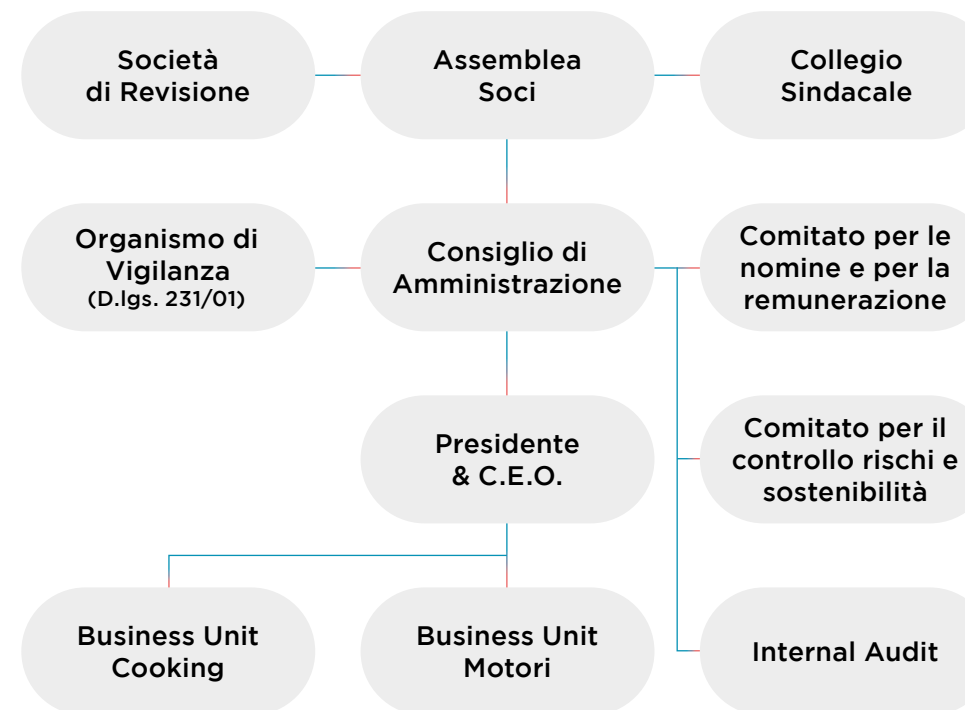 Società
di Revisione
Assemblea
Soci
Collegio
Sindacale
Organismo di
Vigilanza
(D.lgs. 231/01)
Consiglio di
Amministrazione
Comitato per le
nomine e per la
remunerazione
Presidente
& C.E.O.
Comitato per il
controllo rischi e
sostenibilità
Business Unit
Cooking
Business Unit
Motori
Internal Audit